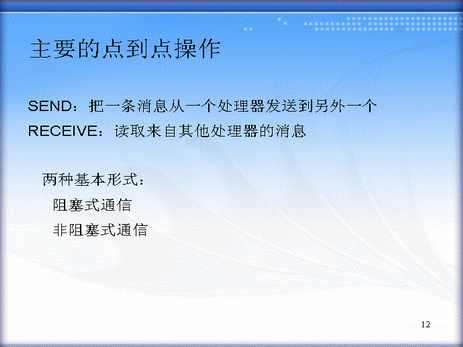 主要的点到点操作
SEND：把一条消息从一个处理器发送到另外一个
RECEIVE：读取来自其他处理器的消息
两种基本形式：
阻塞式通信
非阻塞式通信
12